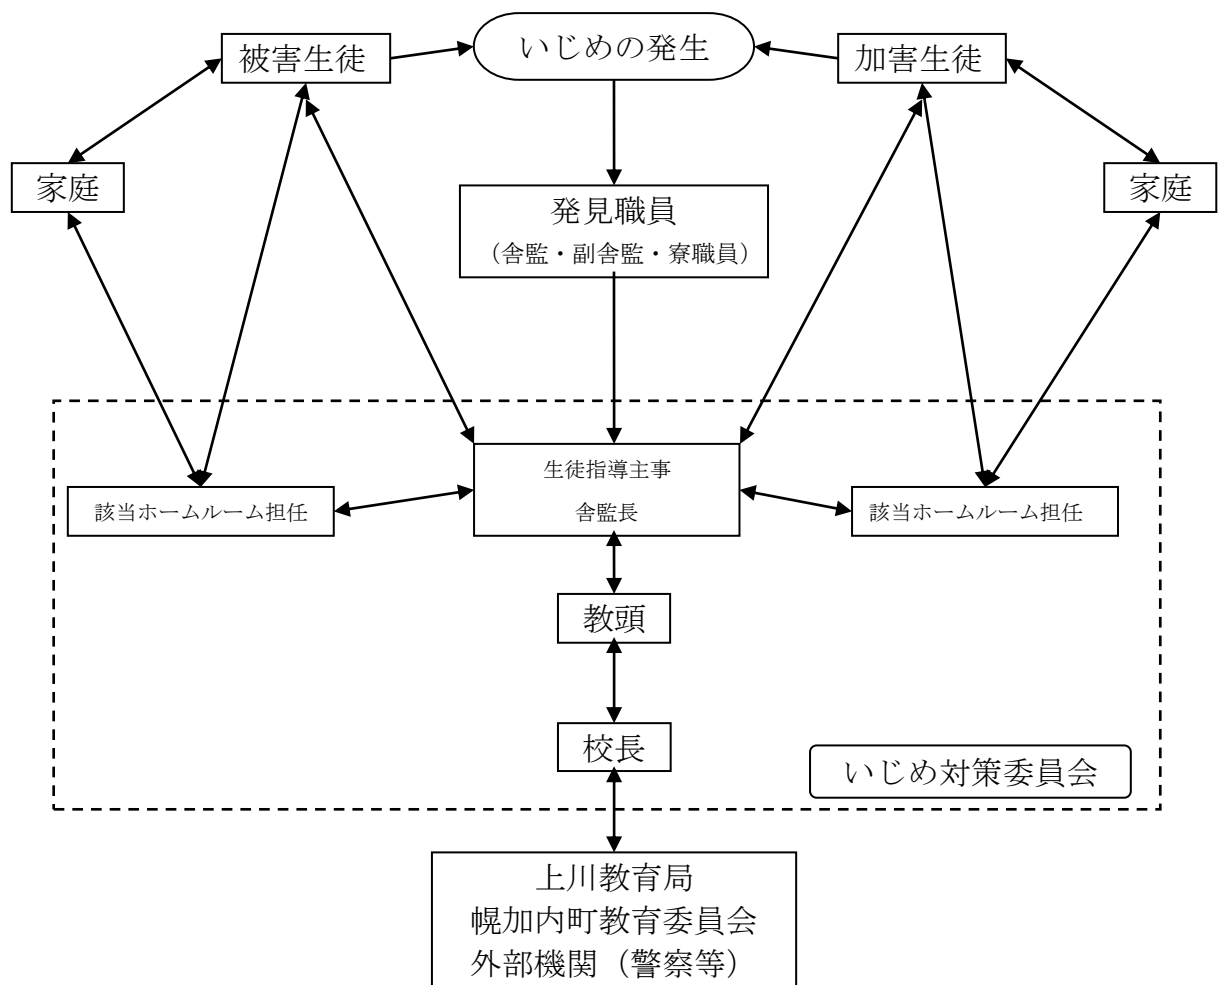 いじめの発生
被害生徒
加害生徒
家庭
家庭
発見職員
（舎監・副舎監・寮職員）
生徒指導主事
舎監長
該当ホームルーム担任
該当ホームルーム担任
教頭
校長
いじめ対策委員会
上川教育局
幌加内町教育委員会
外部機関（警察等）